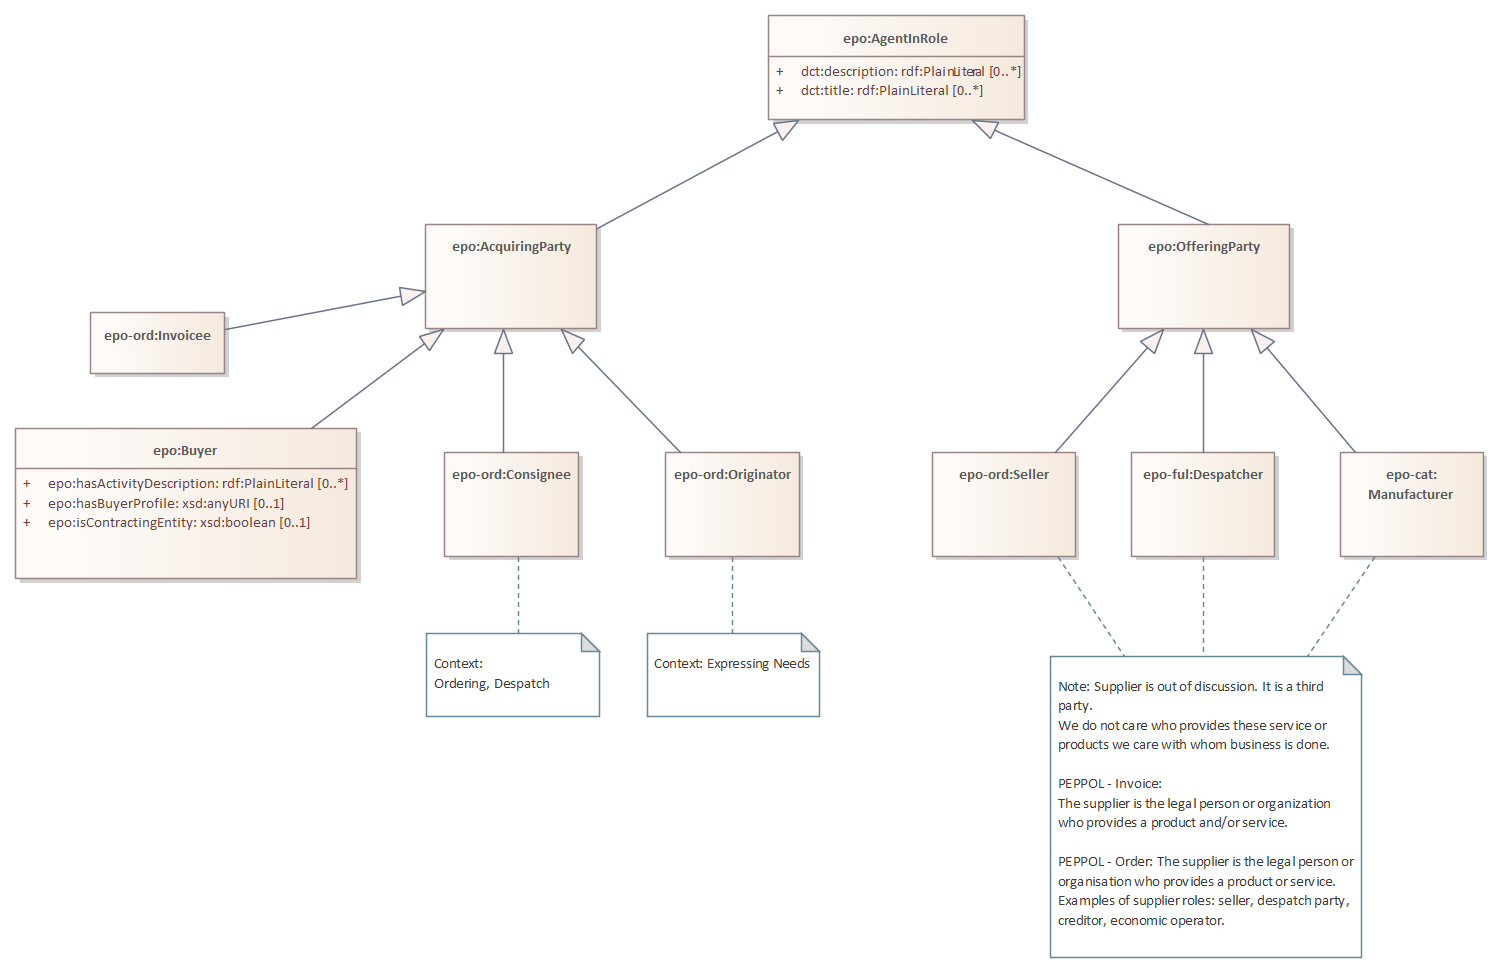 epo:AgentInRole
+ dct:description: rdf:PlainLiteral [0..*]
+ dct:title: rdf:PlainLiteral [0..*]
epo:AcquiringParty
epo:OfferingParty
epo-ord:Invoicee
epo:Buyer
+ epo:hasActivityDescription: rdf:PlainLiteral [0..*]
+ epo:hasBuyerProfile: xsd:anyURI [0..1]
+ epo:isContractingEntity: xsd:boolean [0..1]
epo-ord:Consignee
epo-ord:Originator
epo-ord:Seller
epo-ful:Despatcher
epo-cat:
Manufacturer
Context:
Ordering, Despatch
Context: Expressing Needs
Note: Supplier is out of discussion. It is a third
party.
We do not care who provides these service or
products we care with whom business is done.
PEPPOL - Invoice:
The supplier is the legal person or organization
who provides a product and/or service.
PEPPOL - Order: The supplier is the legal person or
organisation who provides a product or service.
Examples of supplier roles: seller, despatch party,
creditor, economic operator.